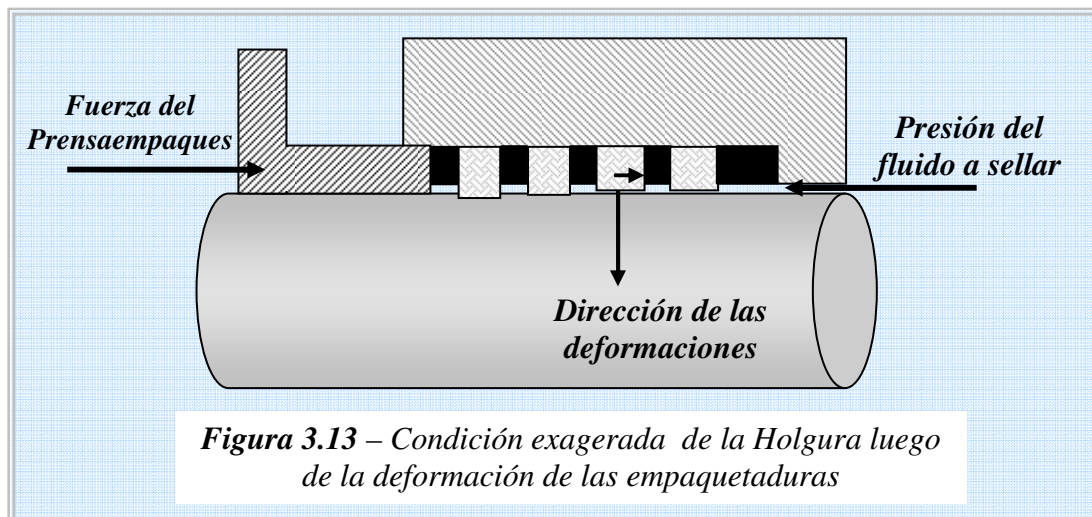 Fuerza del
Prensaempaques
Presión del
fluido a sellar
Dirección de las
deformaciones
Figura 3.13 – Condición exagerada de la Holgura luego
de la deformación de las empaquetaduras